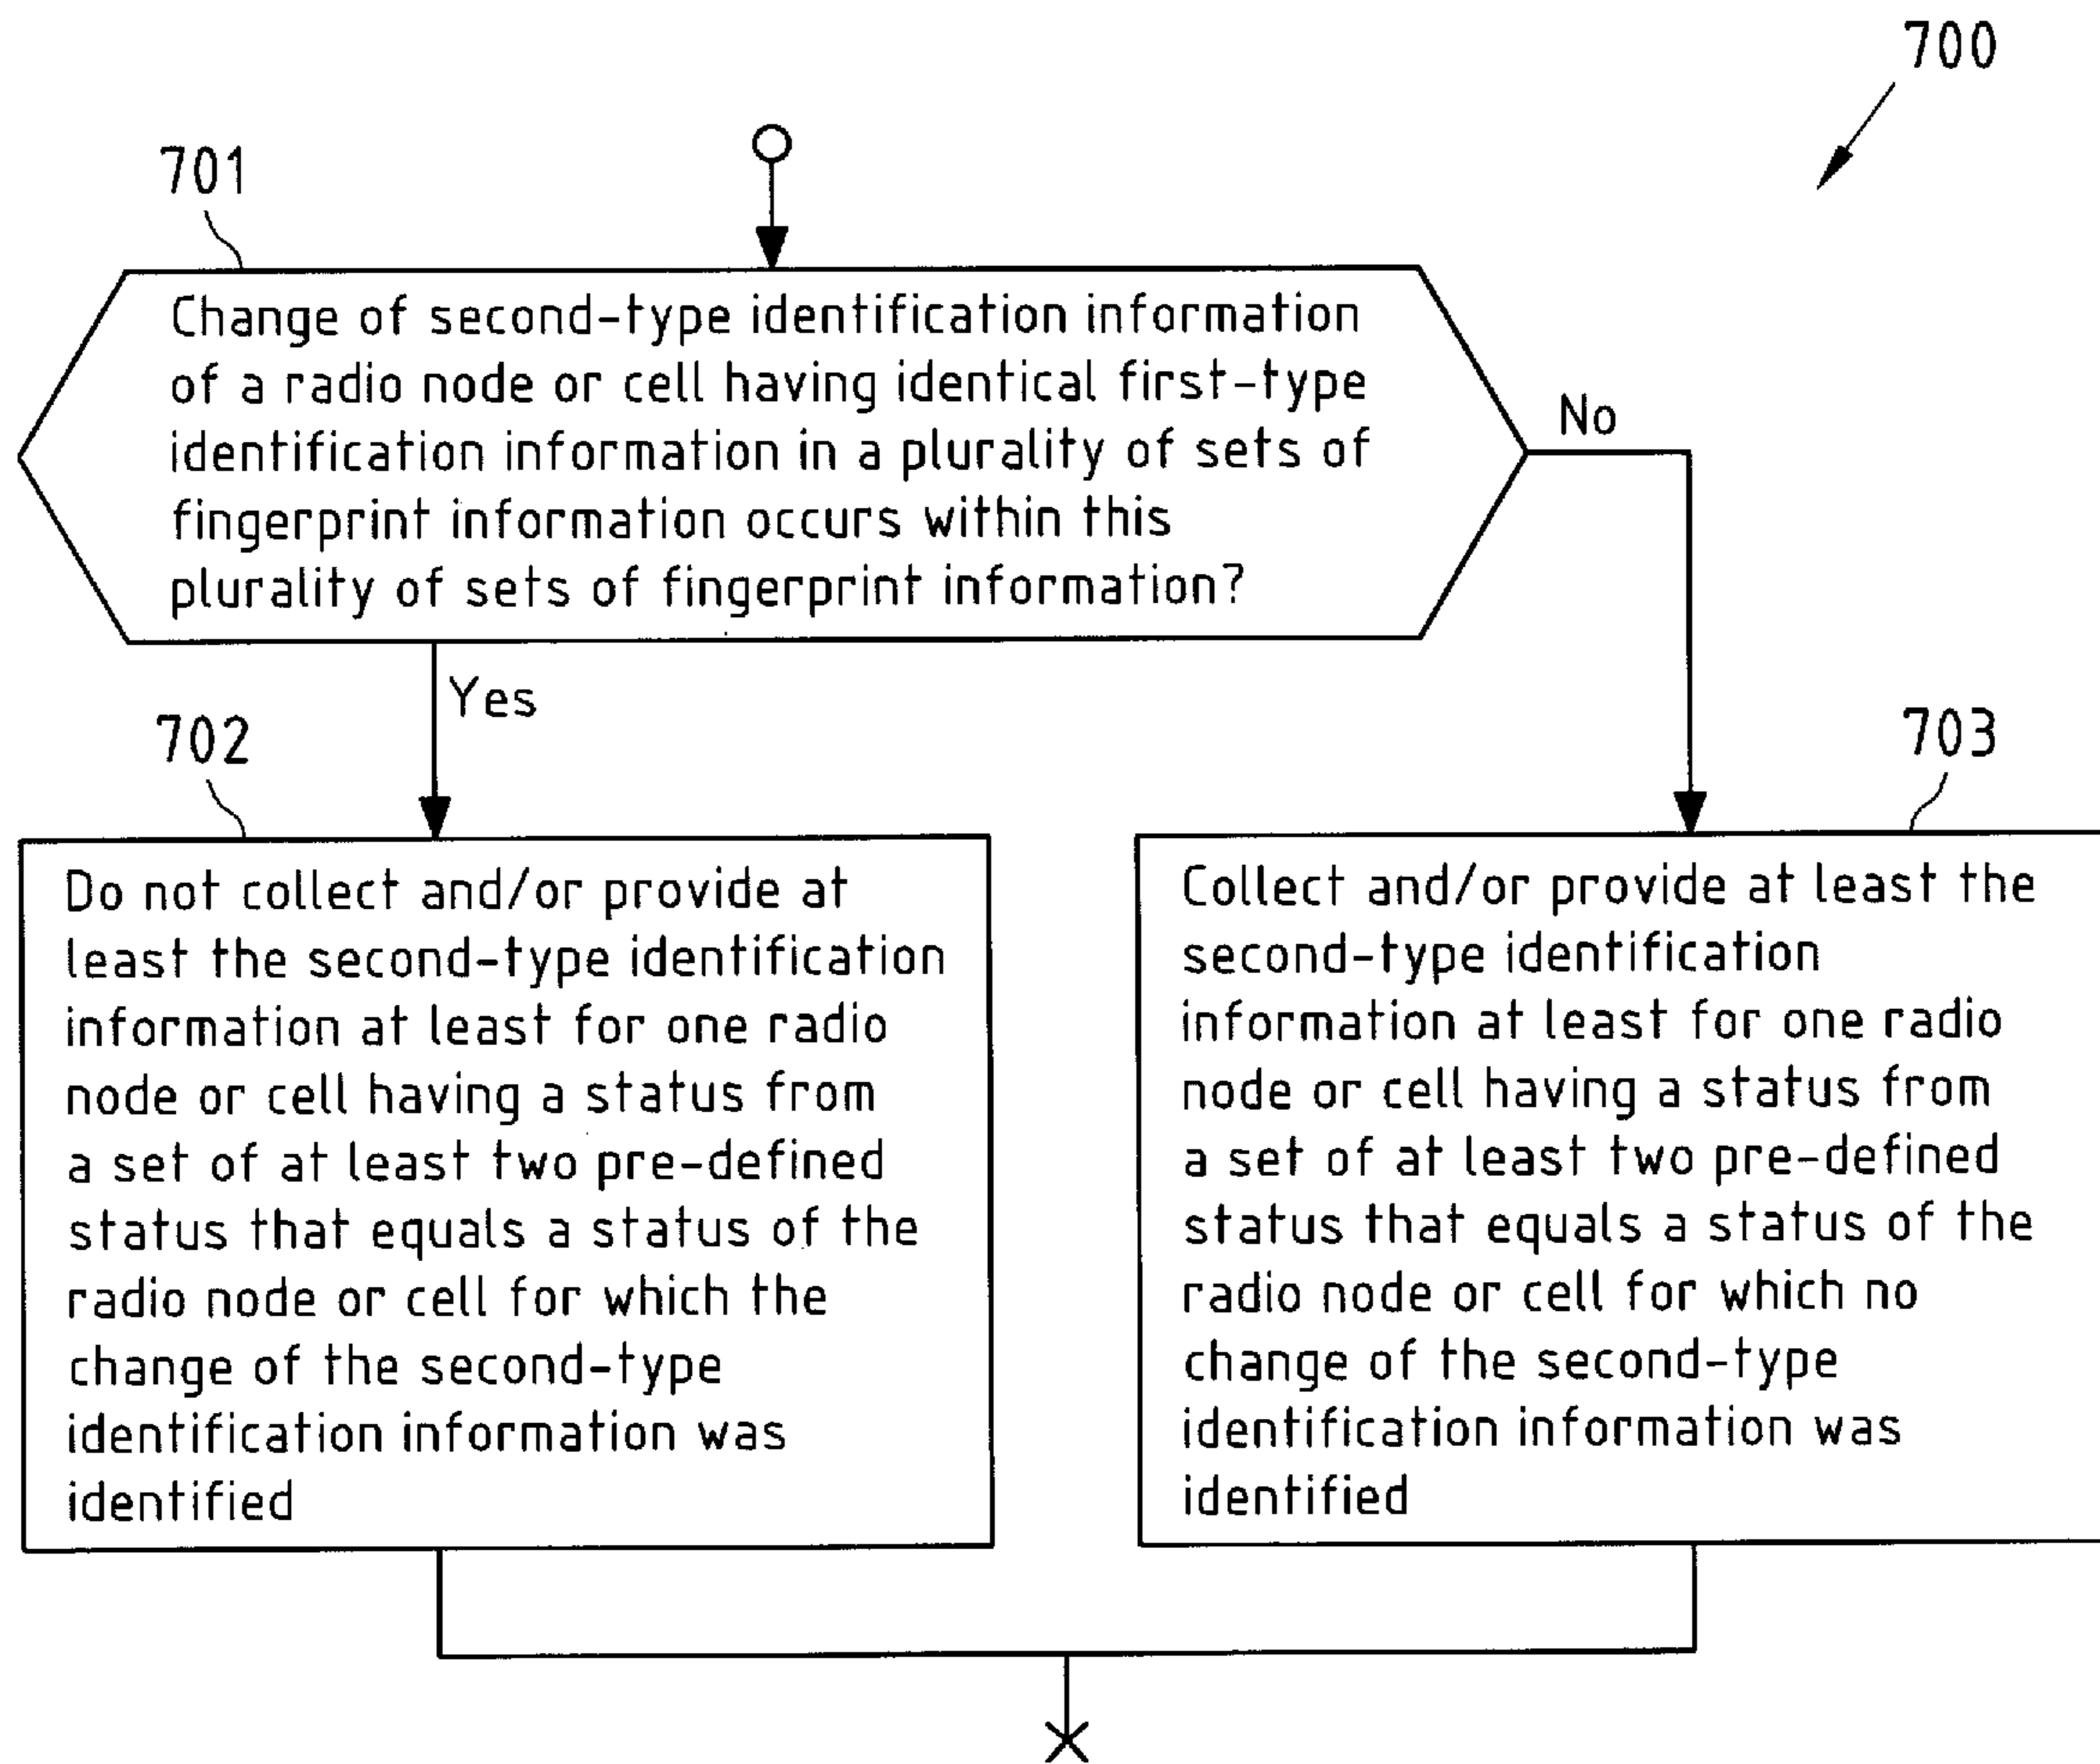 700
701
Change of second-type identification information
of a radio node or cell having identical first-type
identification information in a plurality of sets of
fingerprint information occurs within this
plurality of sets of fingerprint information?
No
Yes
702
Do not collect and/or provide at
least the second-type identification
information at least for one radio
node or cell having a status from
a set of at least two pre-defined
status that equals a status of the
radio node or cell for which the
change of the second-type
identification information was
identified
703
Collect and/or provide at least the
second-type identification
information at least for one radio
node or cell having a status from
a set of at least two pre-defined
status that equals a status of the
radio node or cell for which no
change of the second-type
identification information was
identified